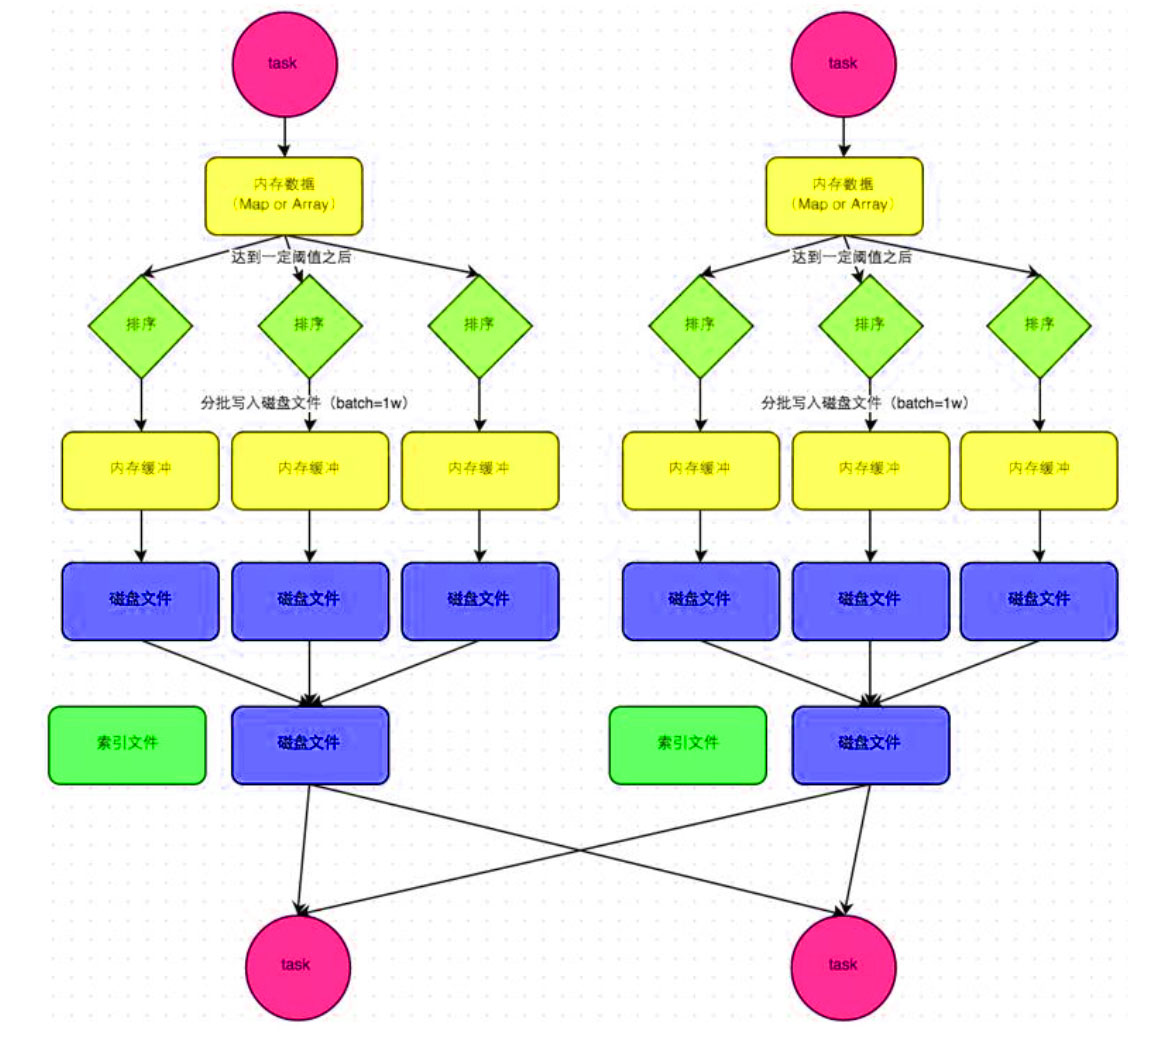 task
task
内存数据
（Map or Array）
内存数据
（Map or Array）
达到一定阈值之后
达到一定阈值之后
排序
排序
排序
排序
排序
排序
分批写入磁盘文件（batch=1w）
分批写入磁盘文件（batch=1w）
内存缓冲
内存缓冲
内存缓冲
内存缓冲
内存缓冲
内存缓冲
磁盘文件
磁盘文件
磁盘文件
磁盘文件
磁盘文件
磁盘文件
索引文件
磁盘文件
索引文件
磁盘文件
task
task